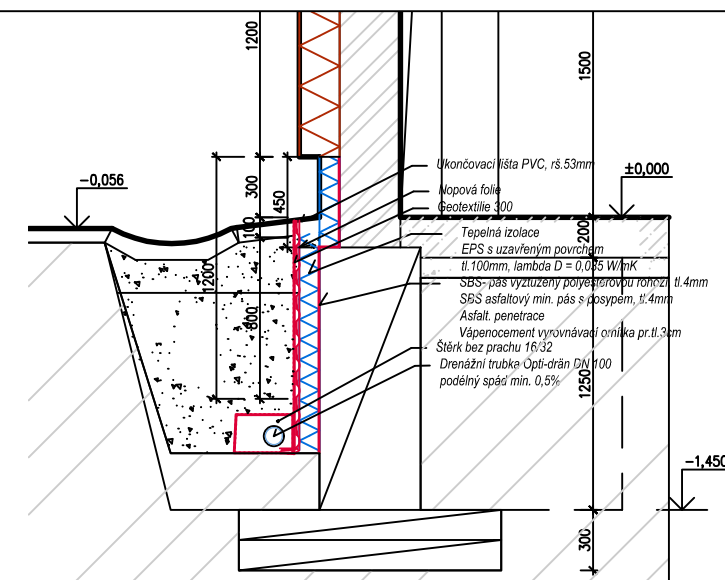 1200
1500
Ukončovací lišta PVC, rš.53mm
-0,056
300
450
±0,000
Nopová folie
Geotextilie 300
100
200
Tepelná izolace
EPS s uzavřeným povrchem
tl.100mm, lambda D = 0,035 W/mK
1200
SBS- pás vyztužený polyesterovou rohoží, tl.4mm
SBS asfaltový min. pás s posypem, tl.4mm
800
Asfalt. penetrace
Vápenocement vyrovnávací omítka pr.tl.3cm
Štěrk bez prachu 16/32
Drenážní trubka Opti-drän DN 100
podélný spád min. 0,5%
1250
-1,450
300